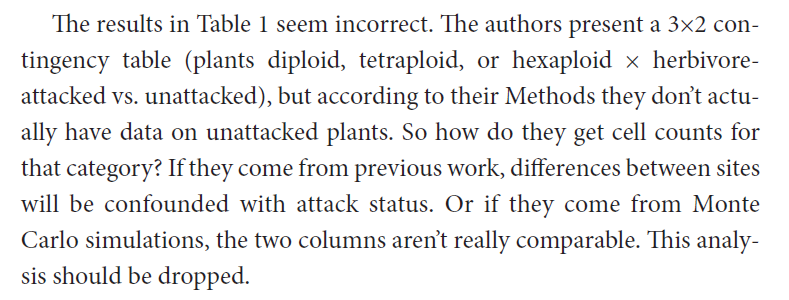 The results in Table 1 seem incorrect. The authors present a 3×2 con-
tingency table (plants diploid, tetraploid, or hexaploid × herbivore-
attacked vs. unattacked), but according to their Methods they don’t actu-
ally have data on unattacked plants. So how do they get cell counts for
that category? If they come from previous work, differences between sites
will be confounded with attack status. Or if they come from Monte
Carlo simulations, the two columns aren’t really comparable. This analy-
sis should be dropped.